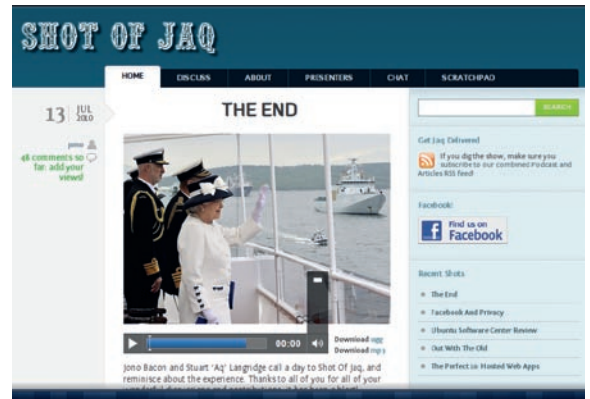 SHOT OF JAQ
HOME DISCUSS ABOUT PRESENTERS CHAT SCRATCHPAD
13 JUL 2010
jono
48 comments so
far: add your
views!
THE END
00:00
Download ogg
Download mp3
Jono Bacon and Stuart 'Aq' Langridge call a day to Shot Of Jaq, and
reminisce about the experience. Thanks to all of you for all of your
SEARCH
Get Jaq Delivered
If you dig the show, make sure you
subscribe to our combined Podcast and
Articles RSS feed!
Facebook!
Find us on
Facebook
Recent Shots
The End
Facebook And Privacy
Ubuntu Software Center Review
Out With The Old
The Perfect 10: Hosted Web Apps